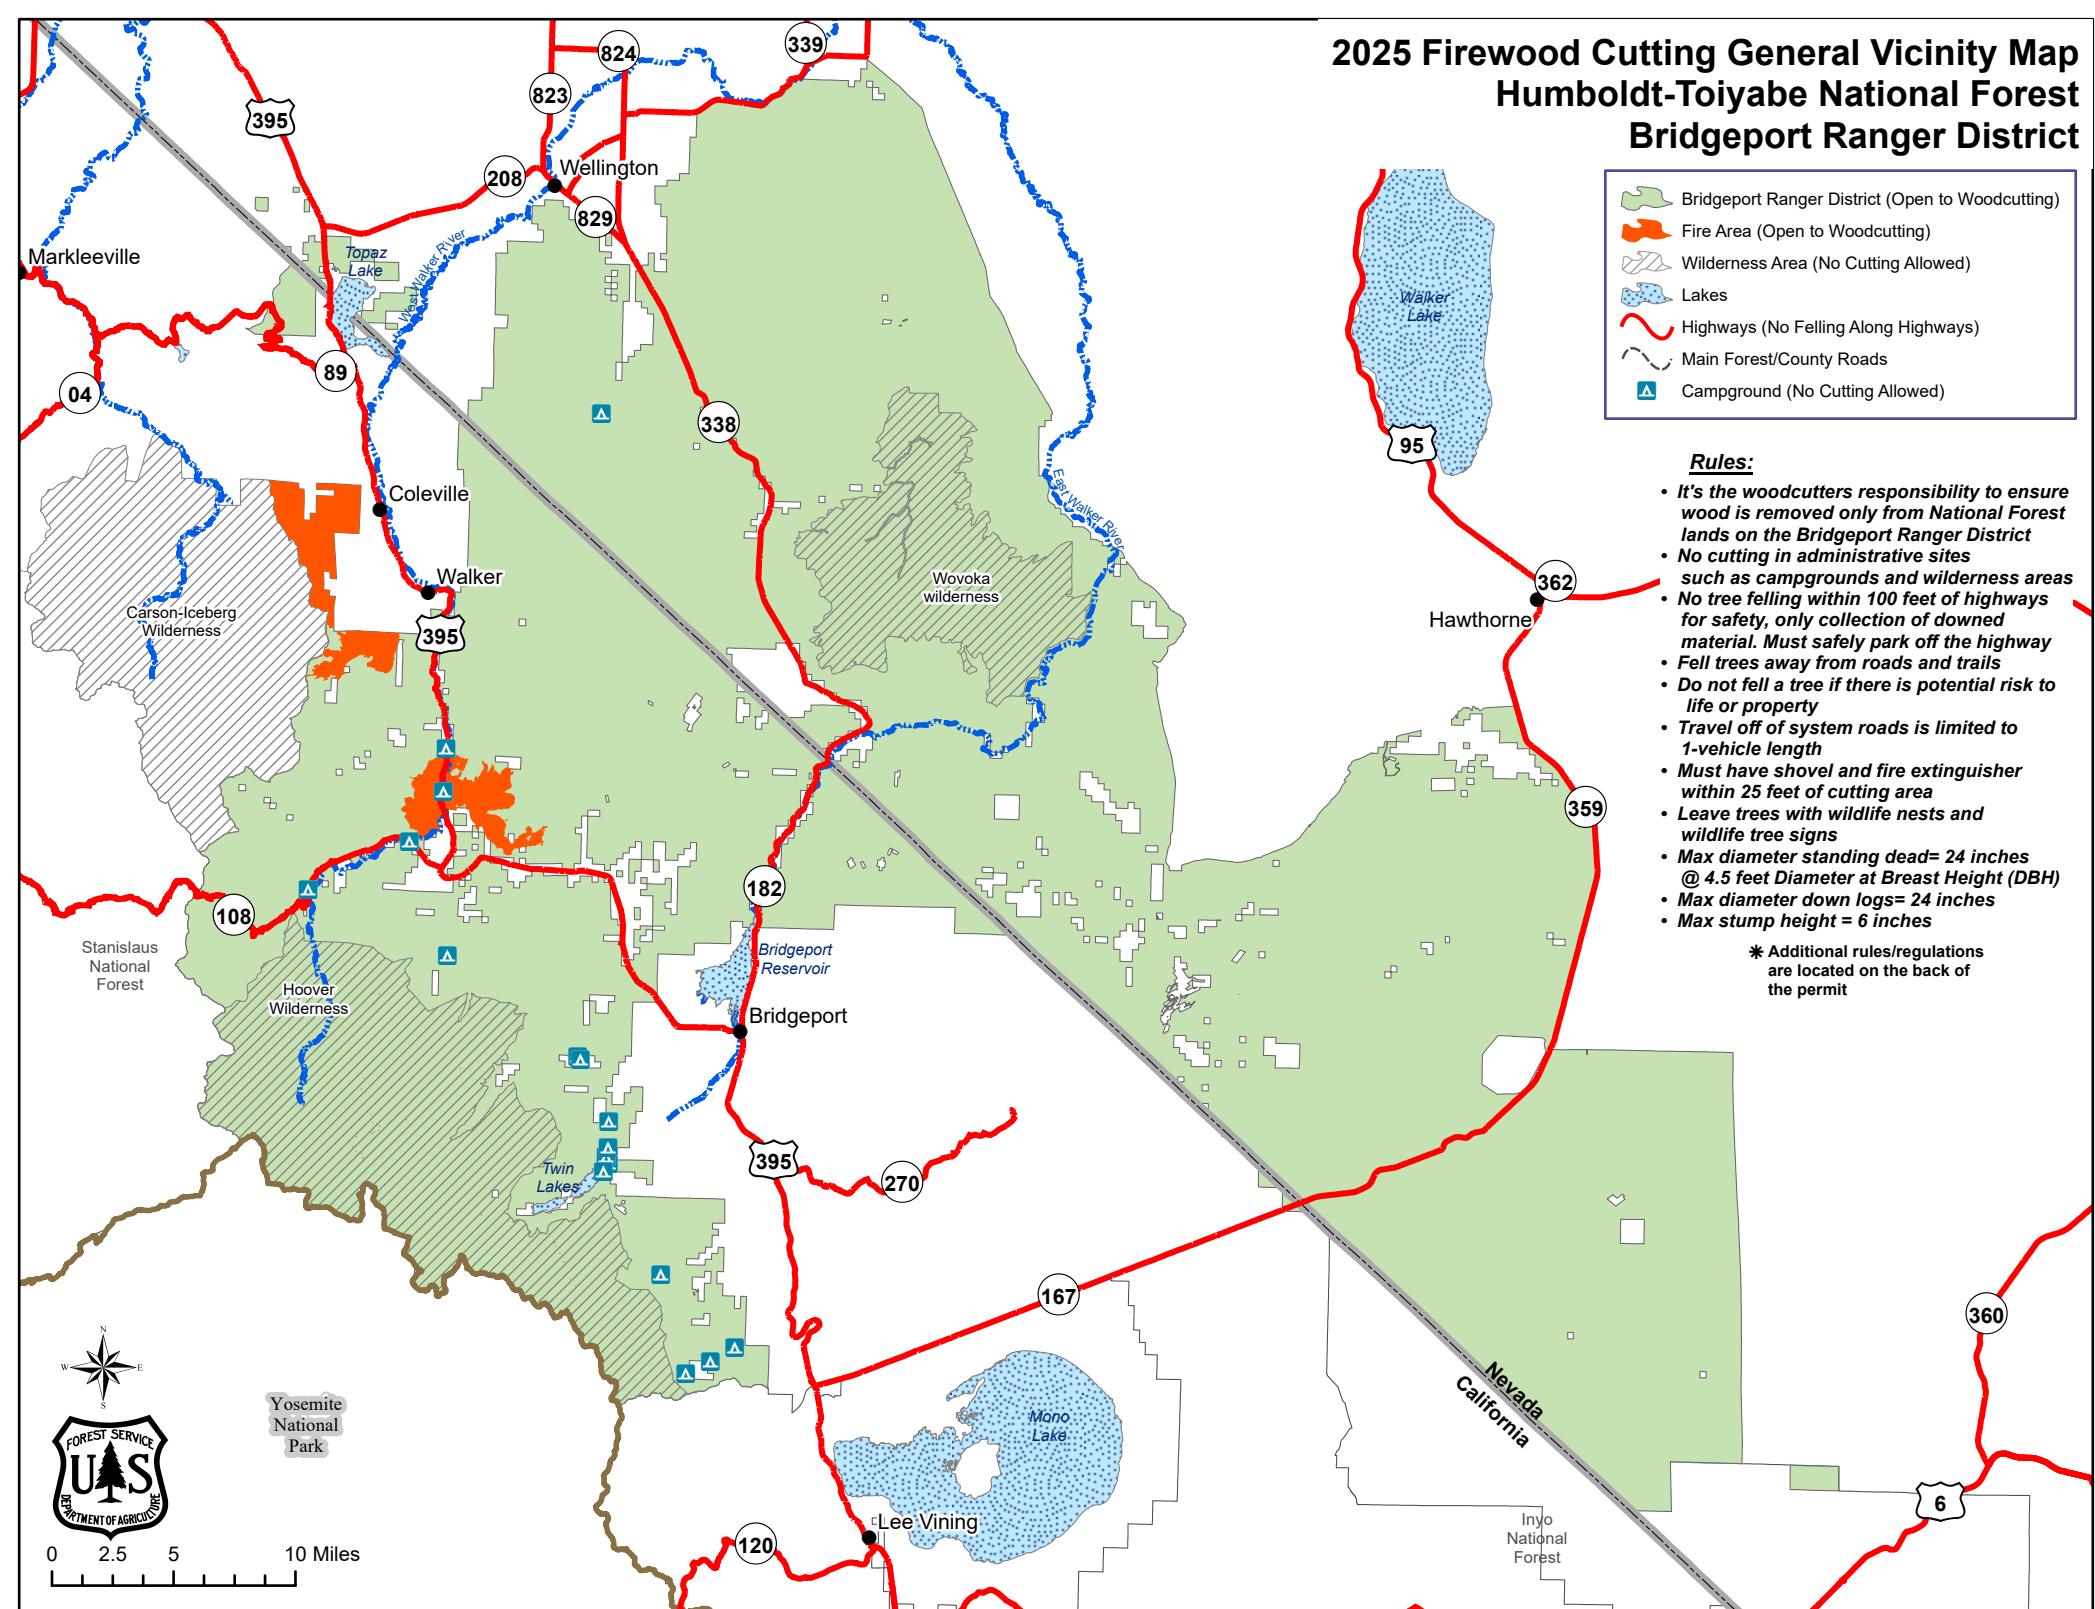 2025 Firewood Cutting General Vicinity Map
Humboldt-Toiyabe National Forest
Bridgeport Ranger District
Bridgeport Ranger District (Open to Woodcutting)
Fire Area (Open to Woodcutting)
Wilderness Area (No Cutting Allowed)
Lakes
Highways (No Felling Along Highways)
Main Forest/County Roads
Campground (No Cutting Allowed)
Rules:
• It's the woodcutters responsibility to ensure
wood is removed only from National Forest
lands on the Bridgeport Ranger District
• No cutting in administrative sites
such as campgrounds and wilderness areas
• No tree felling within 100 feet of highways
for safety, only collection of downed
material. Must safely park off the highway
• Fell trees away from roads and trails
• Do not fell a tree if there is potential risk to
life or property
• Travel off of system roads is limited to
1-vehicle length
• Must have shovel and fire extinguisher
within 25 feet of cutting area
• Leave trees with wildlife nests and
wildlife tree signs
• Max diameter standing dead= 24 inches
@ 4.5 feet Diameter at Breast Height (DBH)
• Max diameter down logs= 24 inches
• Max stump height = 6 inches
✱ Additional rules/regulations
are located on the back of
the permit
339
824
823
395
208
Wellington
829
Markleeville
Topaz
Lake
West Walker River
Walker
Lake
89
04
338
95
Coleville
East Walker River
Walker
Wovoka
wilderness
362
Hawthorne
Carson-Iceberg
Wilderness
395
359
182
108
Stanislaus
National
Forest
Bridgeport
Reservoir
Hoover
Wilderness
Bridgeport
395
270
Twin
Lakes
167
360
Nevada
California
N
W
E
S
Yosemite
National
Park
Mono
Lake
FOREST SERVICE
U S
DEPARTMENT OF AGRICULTURE
6
Lee Vining
120
Inyo
National
Forest
0 2.5 5 10 Miles